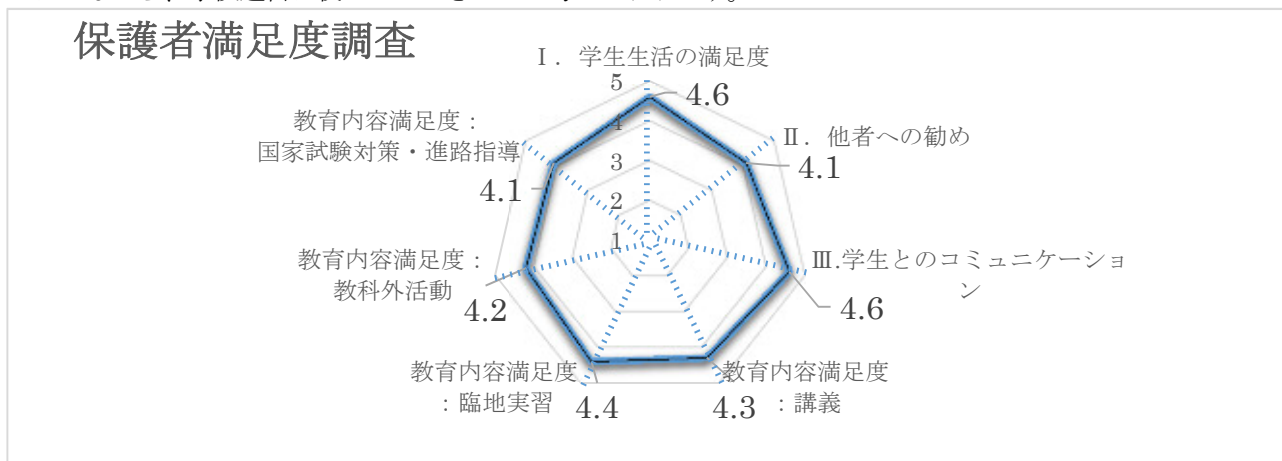 保護者満足度調査
Ⅰ．学生生活の満足度
4.6
Ⅱ．他者への勧め
4.1
Ⅲ.学生とのコミュニケーショ
ン
4.6
教育内容満足度
：講義
4.3
教育内容満足度
：臨地実習
4.4
教育内容満足度：
教科外活動
4.2
教育内容満足度：
国家試験対策・進路指導
4.1
5
4
3
2
1